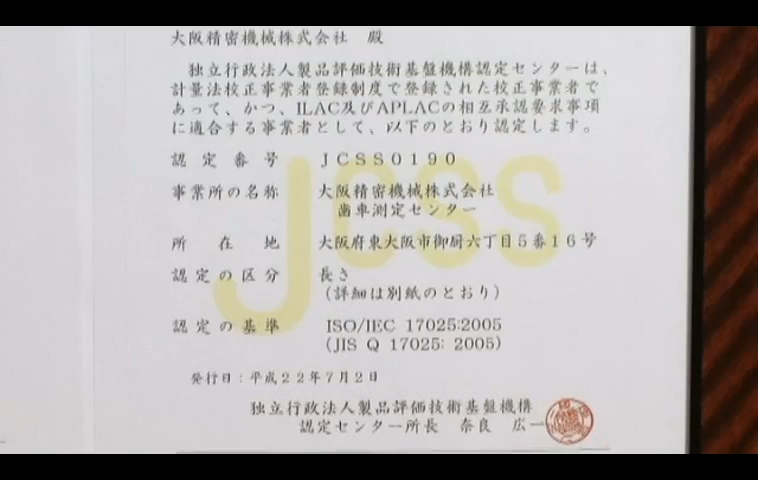 大阪精密機械株式会社 殿
独立行政法人製品評価技術基盤機構認定センターは、
計量法校正事業者登録制度で登録された校正事業者で
あって、かつ、ILAC及びAPLACの相互承認要求事項
に適合する事業者として、以下のとおり認定します。
認定番号 JCSS0190
事業所の名称 大阪精密機械株式会社
歯車測定センター
所在地 大阪府東大阪市御厨六丁目5番16号
認定の区分 長さ
(詳細は別紙のとおり)
認定の基準 ISO/IEC 17025:2005
(JIS Q 17025: 2005)
発行日:平成22年7月2日
独立行政法人製品評価技術基盤機構
認定センター所長 奈良 広一
JCSS